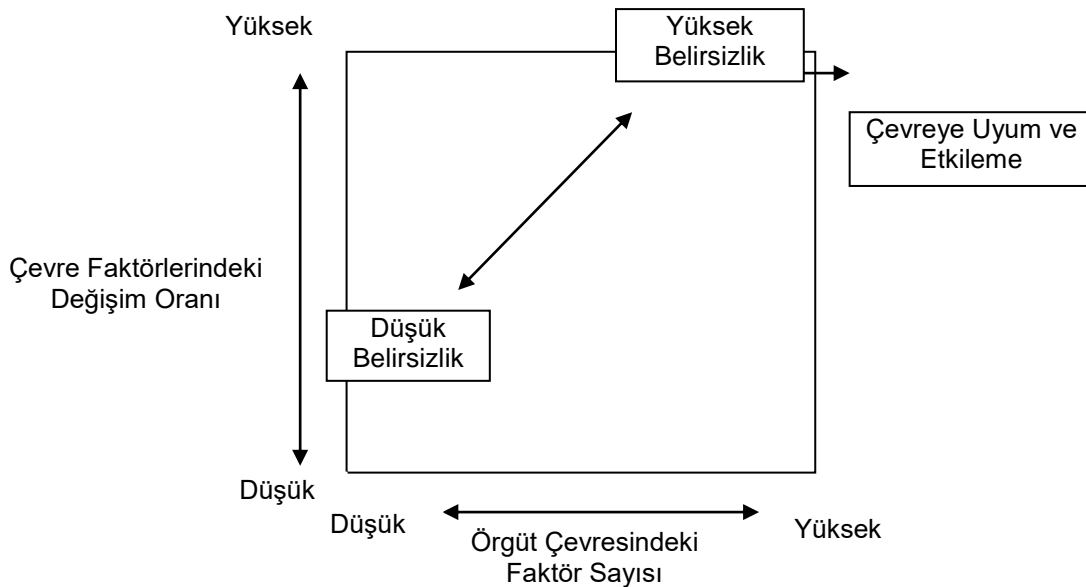 Yüksek
Yüksek
Belirsizlik
Çevreye Uyum ve
Etkileme
Çevre Faktörlerindeki
Değişim Oranı
Düşük
Belirsizlik
Düşük
Düşük
Yüksek
Örgüt Çevresindeki
Faktör Sayısı